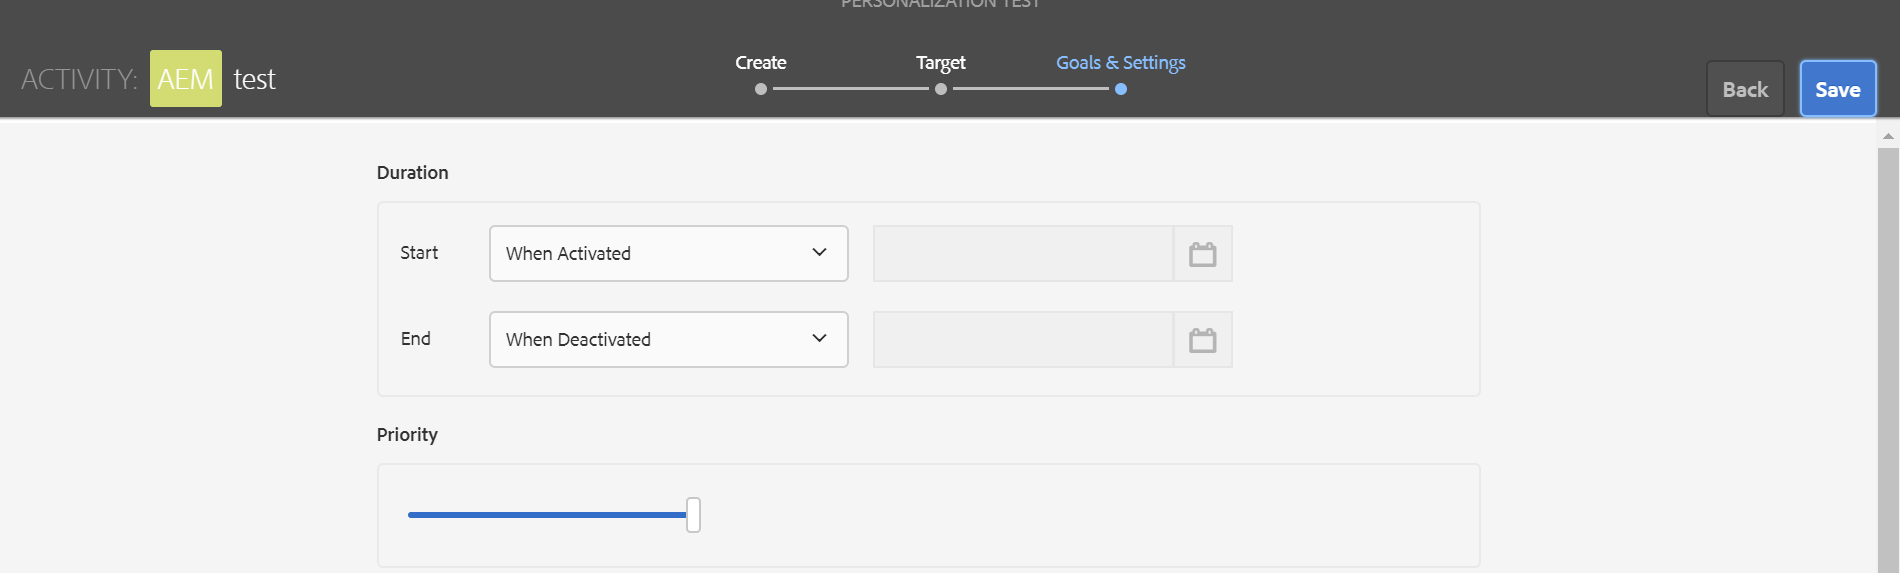 PERSONALIZATION TEST
ACTIVITY: AEM test
Create
Target
Goals & Settings
Back
Save
Duration
Start
When Activated
End
When Deactivated
Priority